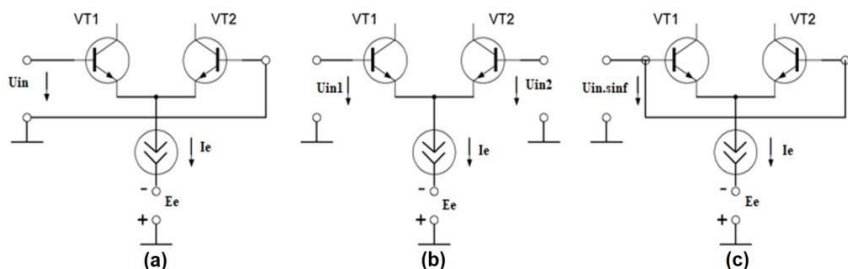 VT1 VT2 VT1 VT2 VT1 VT2
Uin Uin1 Uin2 Uin.sinf
Ie Ie Ie
- - -
Ee Ee Ee
+ + +
(a) (b) (c)